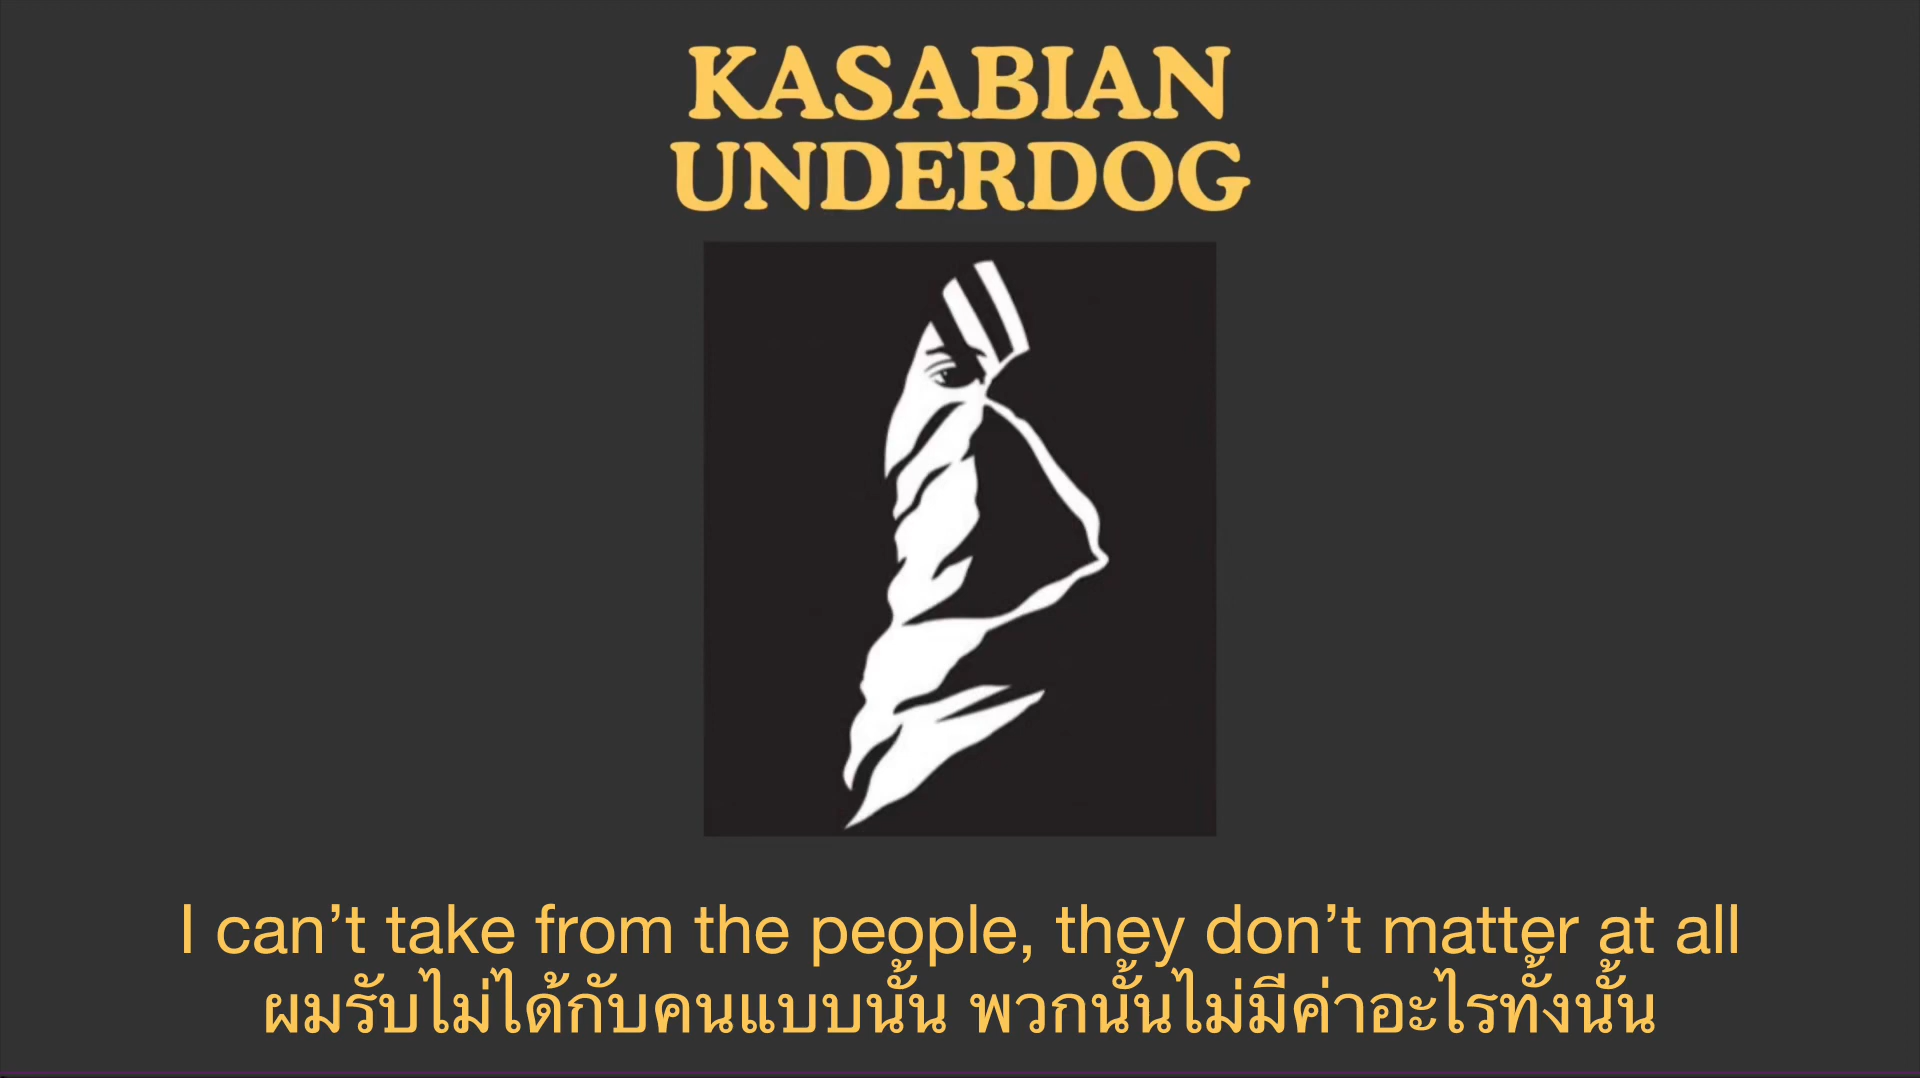 KASABIAN
UNDERDOG
I can’t take from the people, they don’t matter at all
ผมรับไม่ได้กับคนแบบนั้น พวกนั้นไม่มีค่าอะไรทั้งนั้น